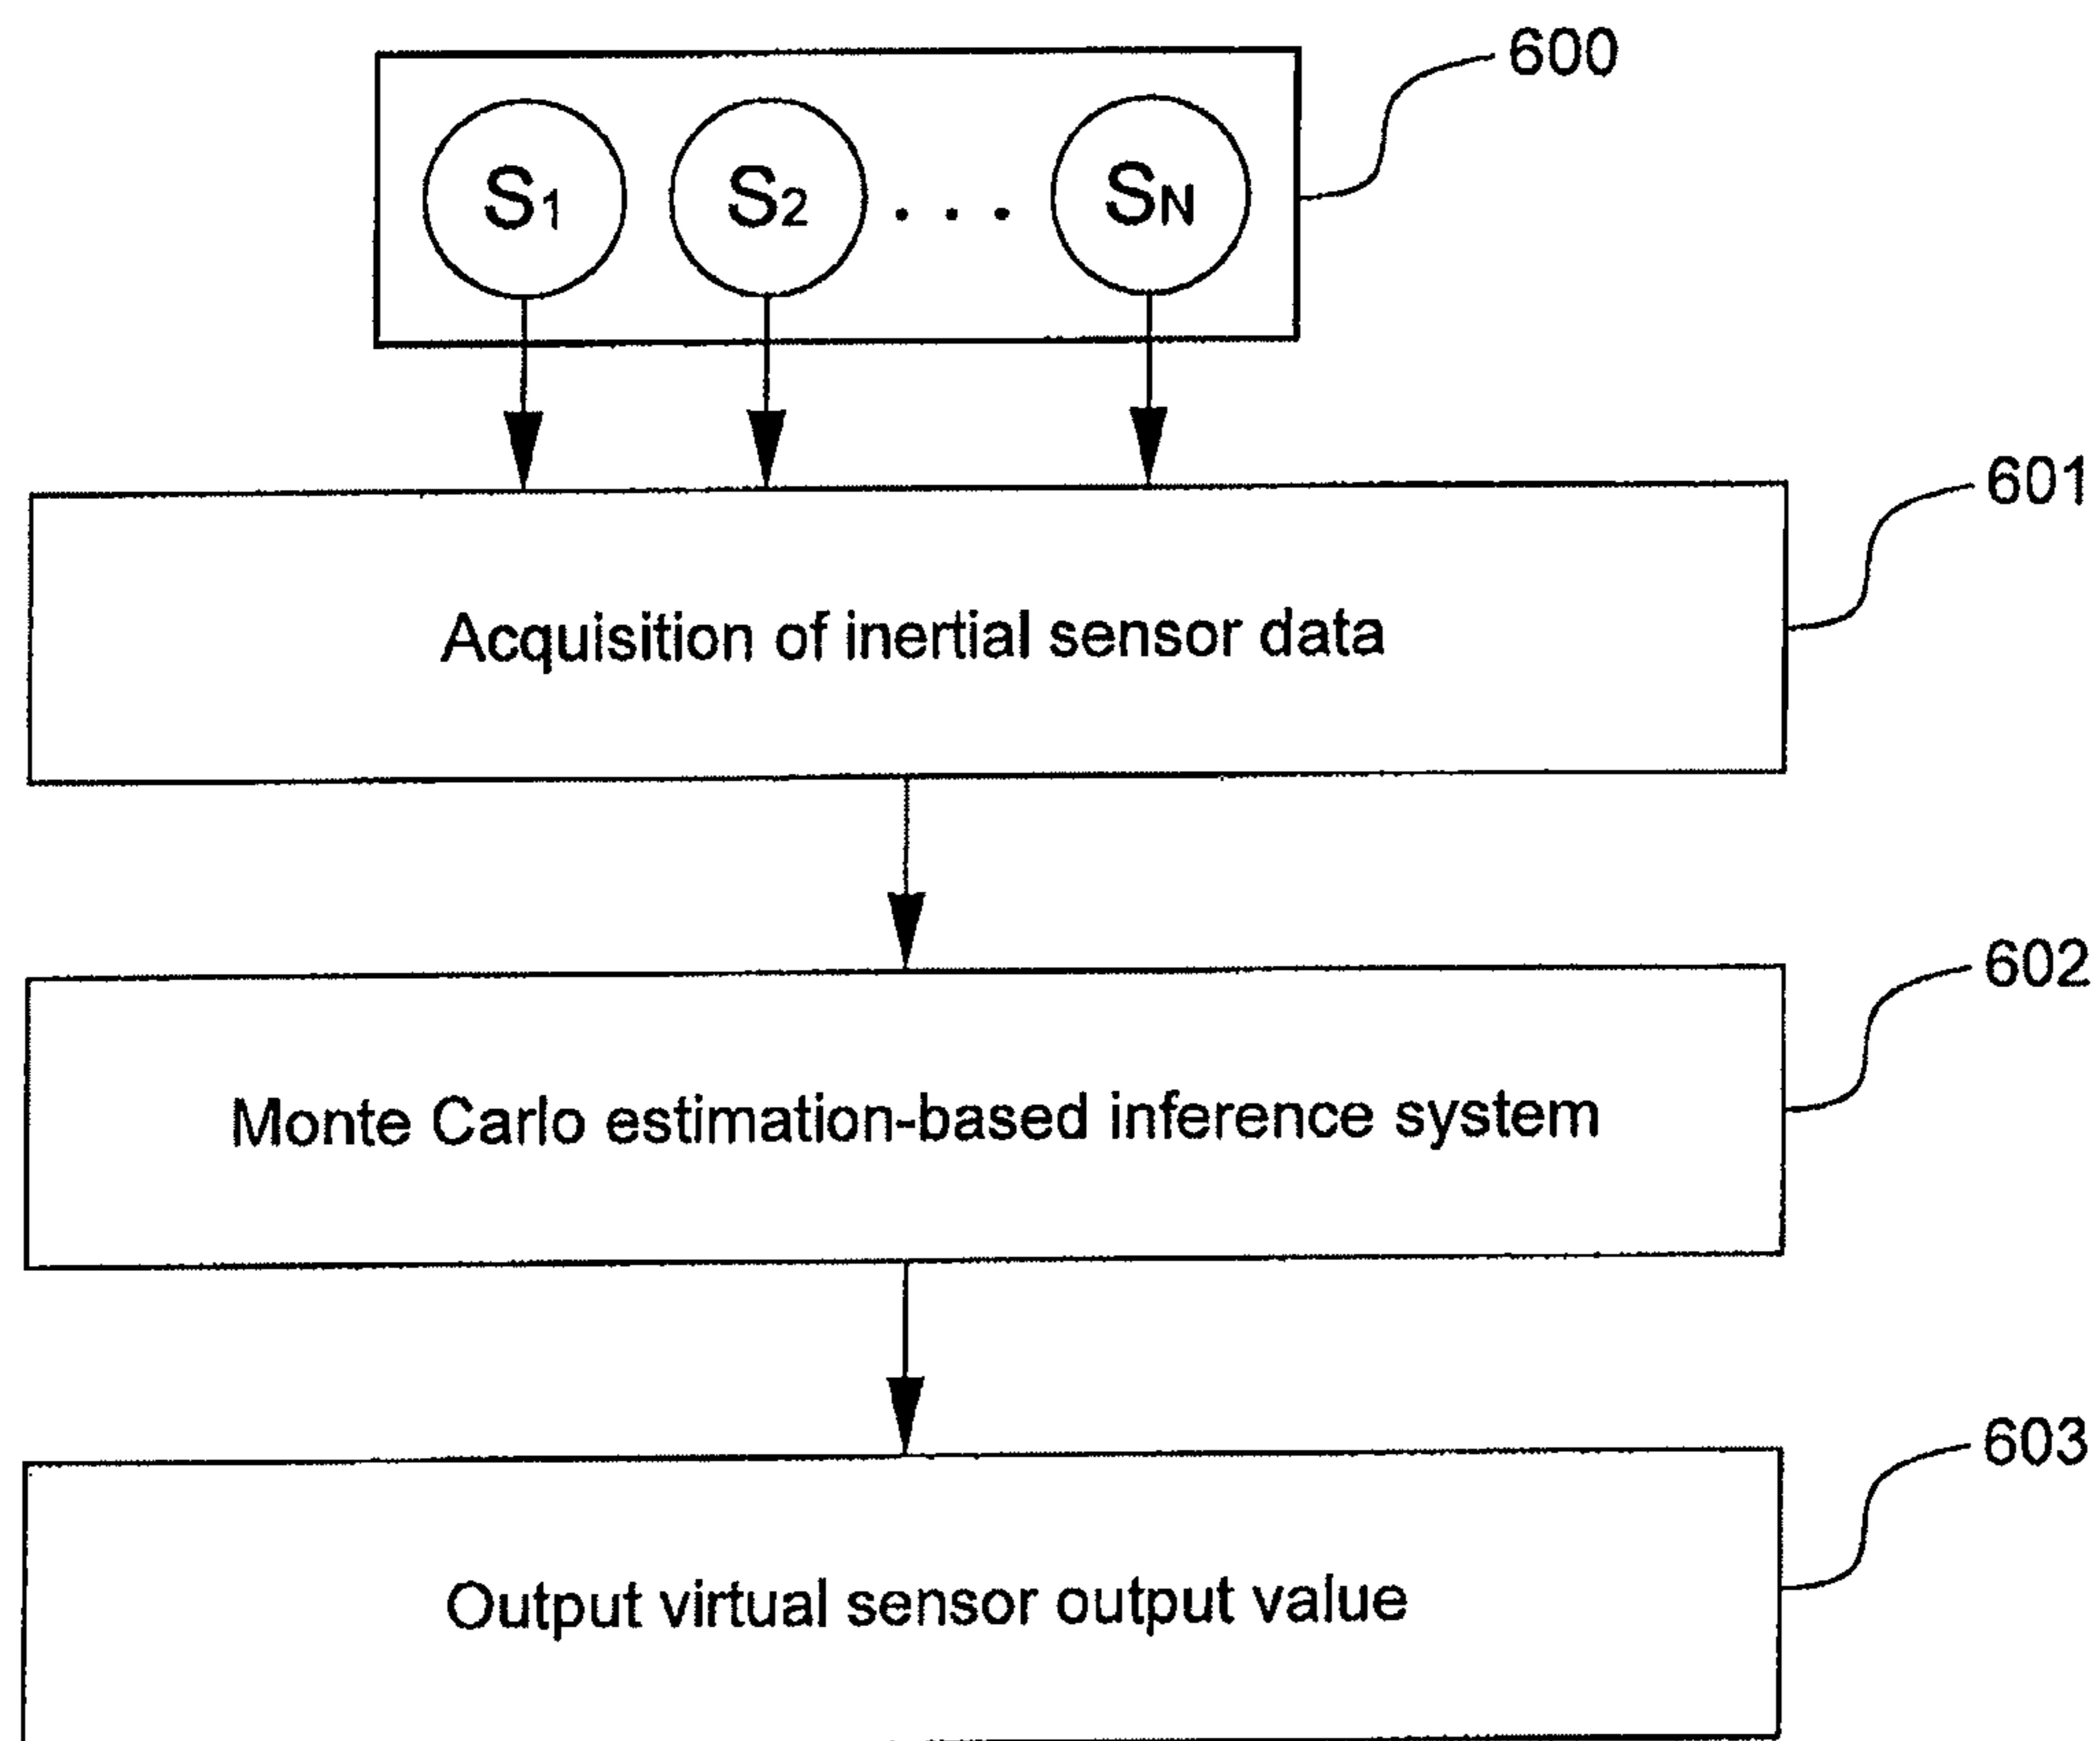 600
S1 S2 . . . SN
601
Acquisition of inertial sensor data
602
Monte Carlo estimation-based inference system
603
Output virtual sensor output value